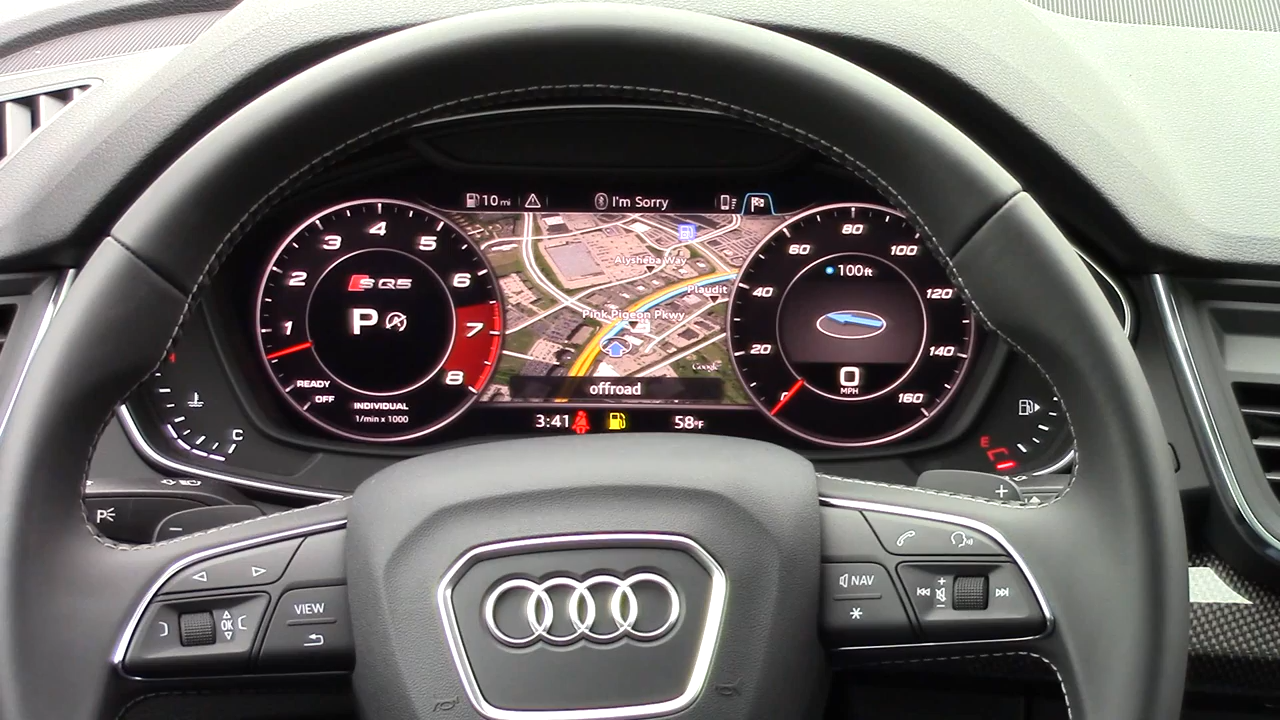 10 mi
I'm Sorry
3
4
5
2
6
1
7
8
SQ5
P
READY
OFF
INDIVIDUAL
1/min x 1000
Alysheba Way
Plaudit
Pink Pigeon Pkwy
Google
offroad
3:41
58°F
80
60
100
40
120
20
140
0
160
100 ft
0
MPH
C
E
P
VIEW
OK
NAV
+
−